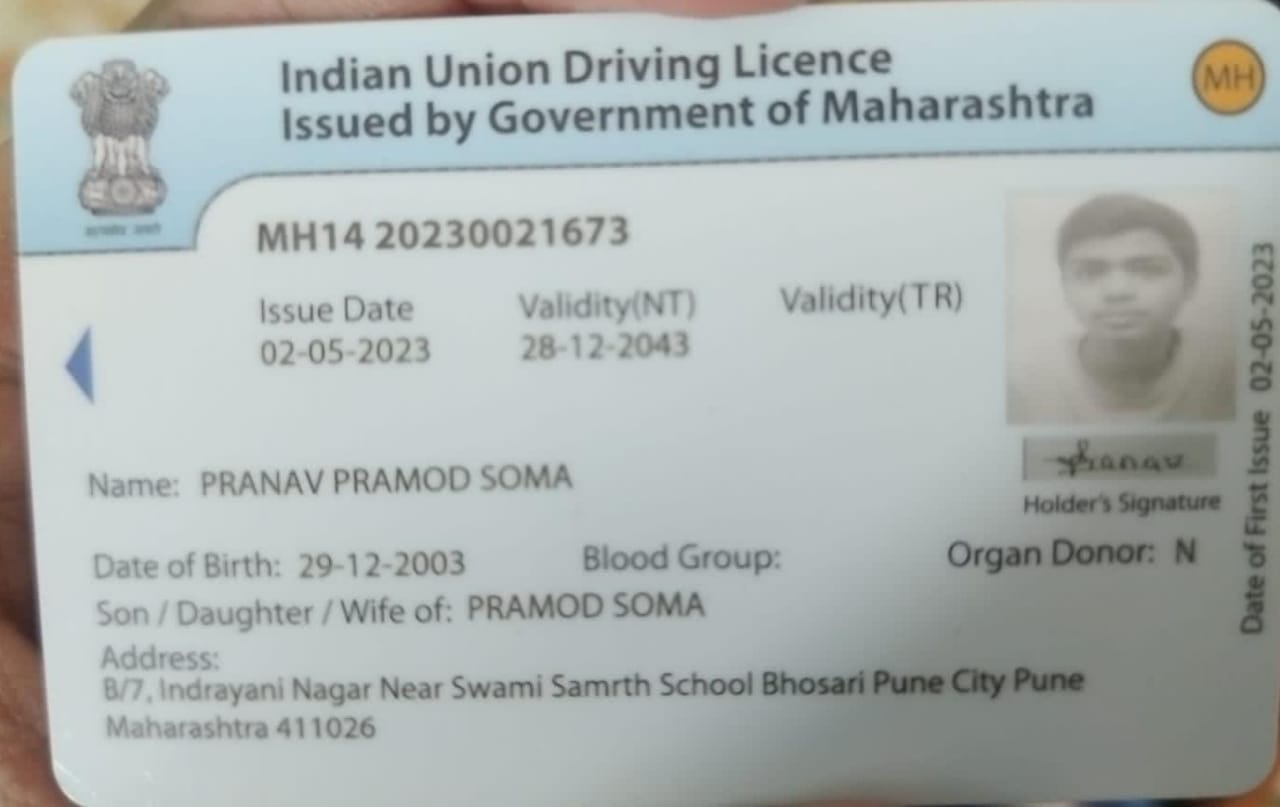 Indian Union Driving Licence
Issued by Government of Maharashtra
MH
MH14 20230021673
Issue Date Validity(NT) Validity(TR)
02-05-2023 28-12-2043
Name: PRANAV PRAMOD SOMA
Pranav
Holder's Signature
Date of Birth: 29-12-2003 Blood Group: Organ Donor: N
Son / Daughter / Wife of: PRAMOD SOMA
Address:
B/7, Indrayani Nagar Near Swami Samrth School Bhosari Pune City Pune
Maharashtra 411026
Date of First Issue 02-05-2023